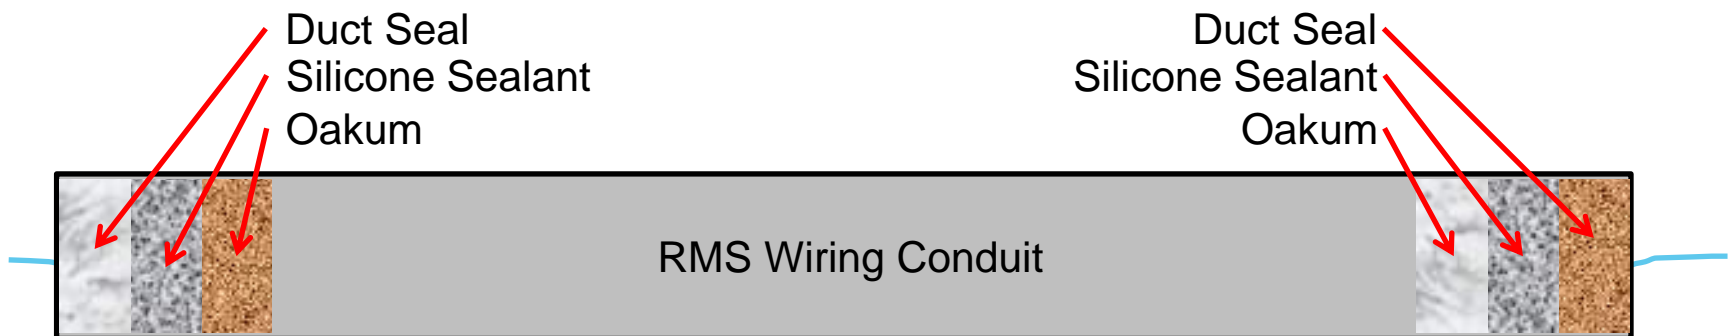 Duct Seal
Silicone Sealant
Oakum
Duct Seal
Silicone Sealant
Oakum
RMS Wiring Conduit